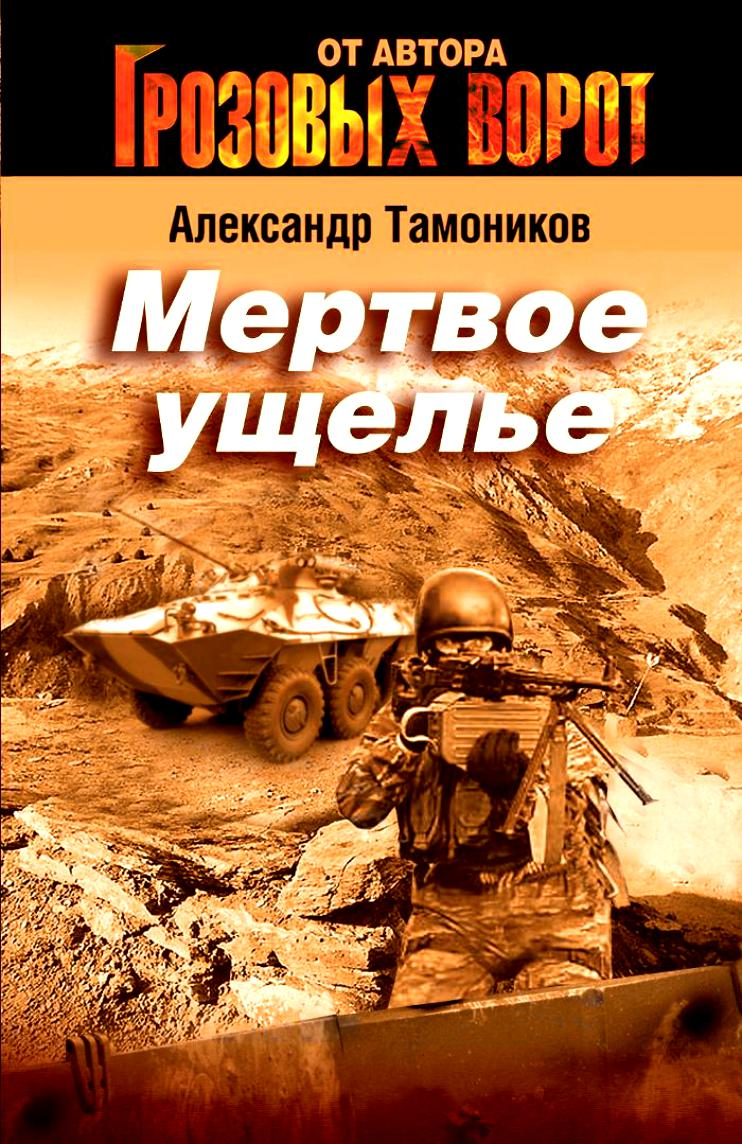 ОТ АВТОРА
ГРОЗОВЫХ ВОРОТ
Александр Тамоников
Мертвое
ущелье